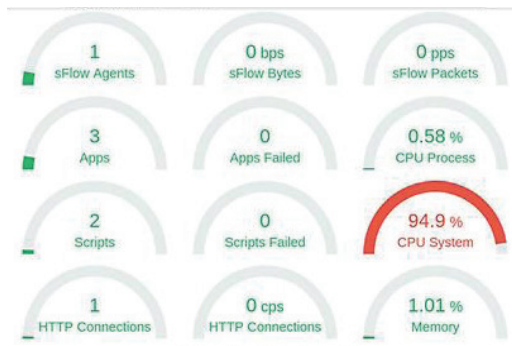 1
sFlow Agents
0 bps
sFlow Bytes
0 pps
sFlow Packets
3
Apps
0
Apps Failed
0.58 %
CPU Process
2
Scripts
0
Scripts Failed
94.9 %
CPU System
1
HTTP Connections
0 cps
HTTP Connections
1.01 %
Memory